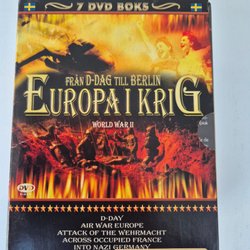 7 DVD BOKS
FRÅN D-DAG TILL BERLIN
EUROPA I KRIG
WORLD WAR II
DVD
D-DAY
AIR WAR EUROPE
ATTACK OF THE WEHRMACHT
ACROSS OCCUPIED FRANCE
INTO NAZI GERMANY